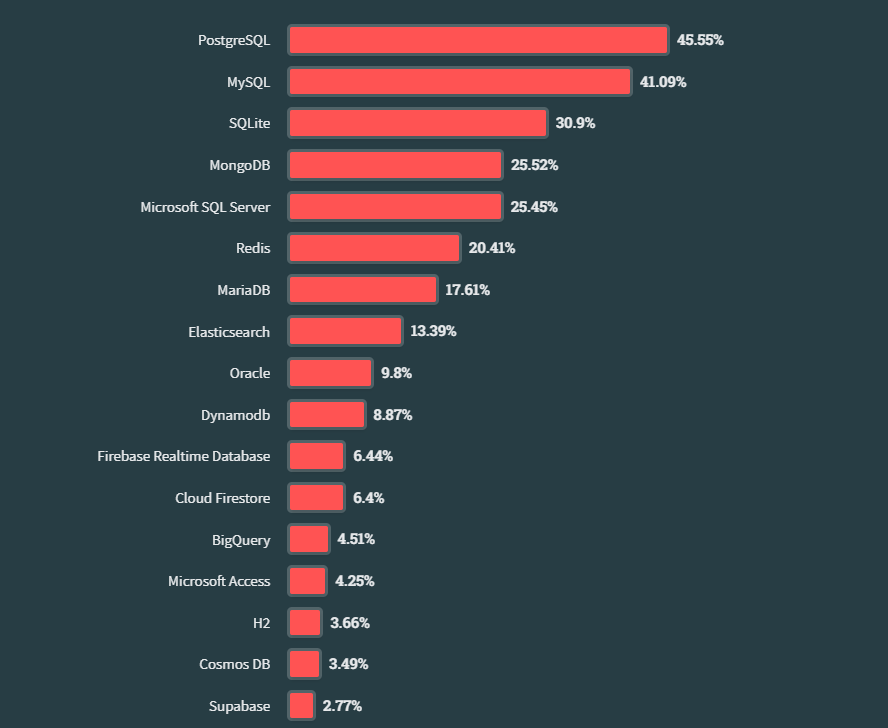 PostgreSQL 45.55%
MySQL 41.09%
SQLite 30.9%
MongoDB 25.52%
Microsoft SQL Server 25.45%
Redis 20.41%
MariaDB 17.61%
Elasticsearch 13.39%
Oracle 9.8%
Dynamodb 8.87%
Firebase Realtime Database 6.44%
Cloud Firestore 6.4%
BigQuery 4.51%
Microsoft Access 4.25%
H2 3.66%
Cosmos DB 3.49%
Supabase 2.77%